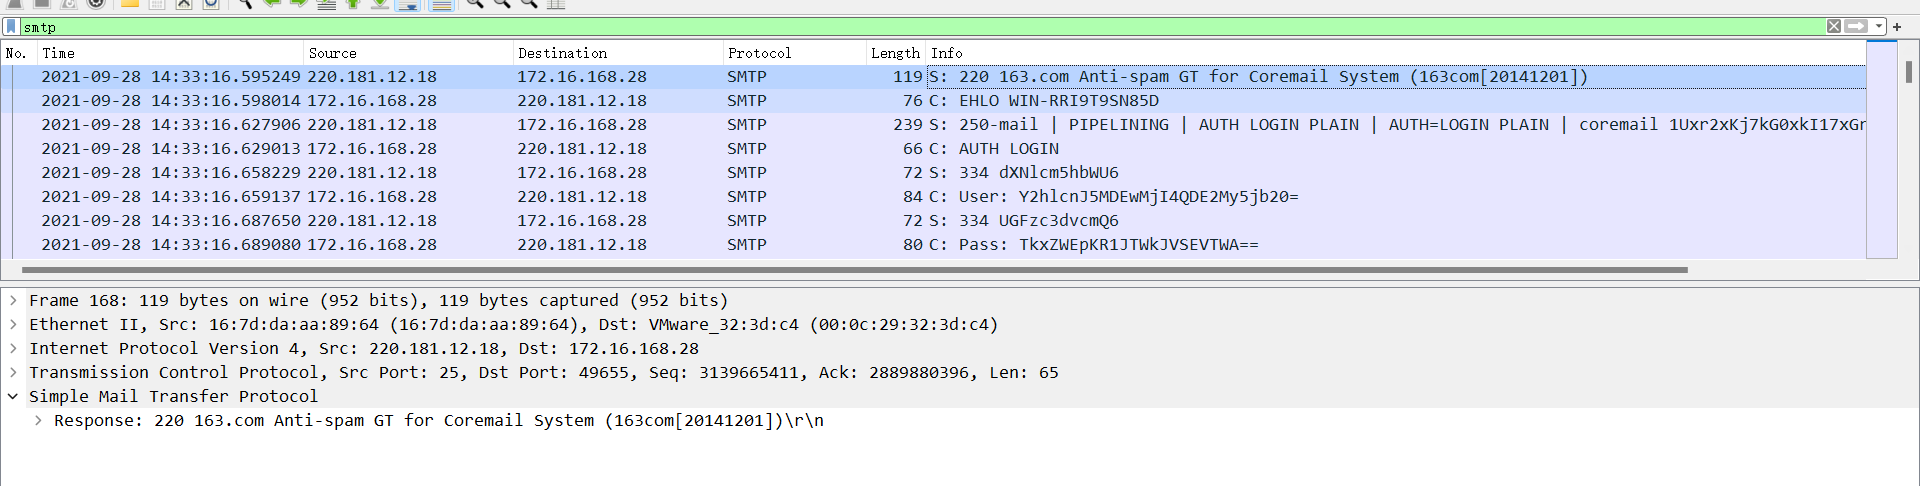 smtp
No. Time Source Destination Protocol Length Info
2021-09-28 14:33:16.595249 220.181.12.18 172.16.168.28 SMTP 119 S: 220 163.com Anti-spam GT for Coremail System (163com[20141201])
2021-09-28 14:33:16.598014 172.16.168.28 220.181.12.18 SMTP 76 C: EHLO WIN-RRI9T9SN85D
2021-09-28 14:33:16.627906 220.181.12.18 172.16.168.28 SMTP 239 S: 250-mail | PIPELINING | AUTH LOGIN PLAIN | AUTH=LOGIN PLAIN | coremail 1Uxr2xKj7kG0xkI17xGr
2021-09-28 14:33:16.629013 172.16.168.28 220.181.12.18 SMTP 66 C: AUTH LOGIN
2021-09-28 14:33:16.658229 220.181.12.18 172.16.168.28 SMTP 72 S: 334 dXNlcm5hbWU6
2021-09-28 14:33:16.659137 172.16.168.28 220.181.12.18 SMTP 84 C: User: Y2hlcnJ5MDEwMjI4QDE2My5jb20=
2021-09-28 14:33:16.687650 220.181.12.18 172.16.168.28 SMTP 72 S: 334 UGFzc3dvcmQ6
2021-09-28 14:33:16.689080 172.16.168.28 220.181.12.18 SMTP 80 C: Pass: TkxZWEpKR1JTWkJVSEVTWA==
Frame 168: 119 bytes on wire (952 bits), 119 bytes captured (952 bits)
Ethernet II, Src: 16:7d:da:aa:89:64 (16:7d:da:aa:89:64), Dst: VMware_32:3d:c4 (00:0c:29:32:3d:c4)
Internet Protocol Version 4, Src: 220.181.12.18, Dst: 172.16.168.28
Transmission Control Protocol, Src Port: 25, Dst Port: 49655, Seq: 3139665411, Ack: 2889880396, Len: 65
Simple Mail Transfer Protocol
Response: 220 163.com Anti-spam GT for Coremail System (163com[20141201])\r\n